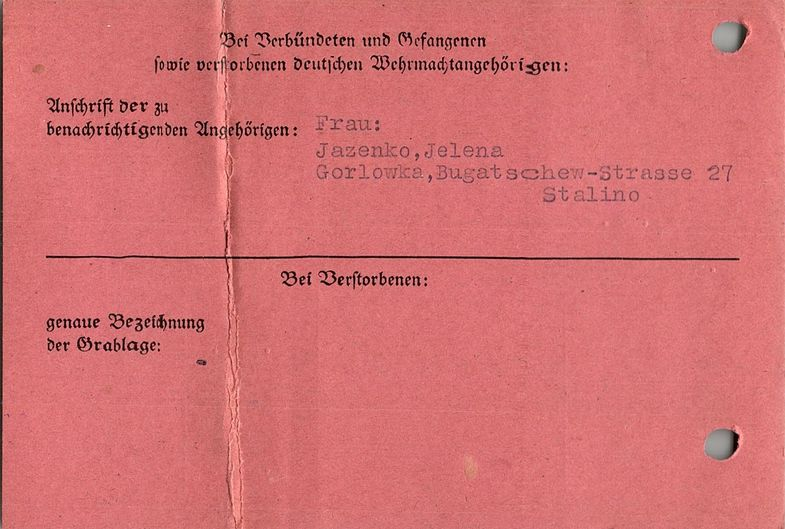 Bei Verbündeten und Gefangenen
sowie verstorbenen deutschen Wehrmachtangehörigen:
Anschrift der zu
benachrichtigenden Angehörigen: Frau:
Jazenko,Jelena
Gorlowka,Bugatschew-Strasse 27
Stalino
Bei Verstorbenen:
genaue Bezeichnung
der Grablage: